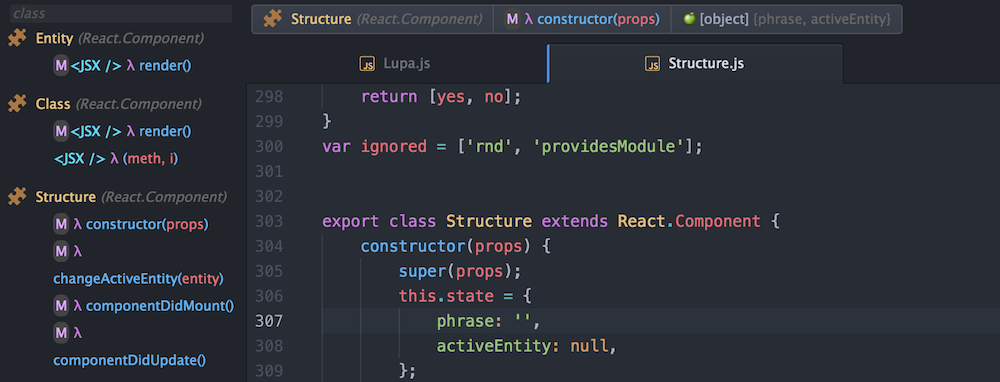 class
Entity (React.Component)
M <JSX /> λ render()
Class (React.Component)
M <JSX /> λ render()
<JSX /> λ (meth, i)
Structure (React.Component)
M λ constructor(props)
M λ
changeActiveEntity(entity)
M λ componentDidMount()
M λ
componentDidUpdate()
Structure (React.Component) M λ constructor(props) [object] {phrase, activeEntity}
JS Lupa.js JS Structure.js
298 return [yes, no];
299 }
300 var ignored = ['rnd', 'providesModule'];
301
302
303 export class Structure extends React.Component {
304 constructor(props) {
305 super(props);
306 this.state = {
307 phrase: '',
308 activeEntity: null,
309 };